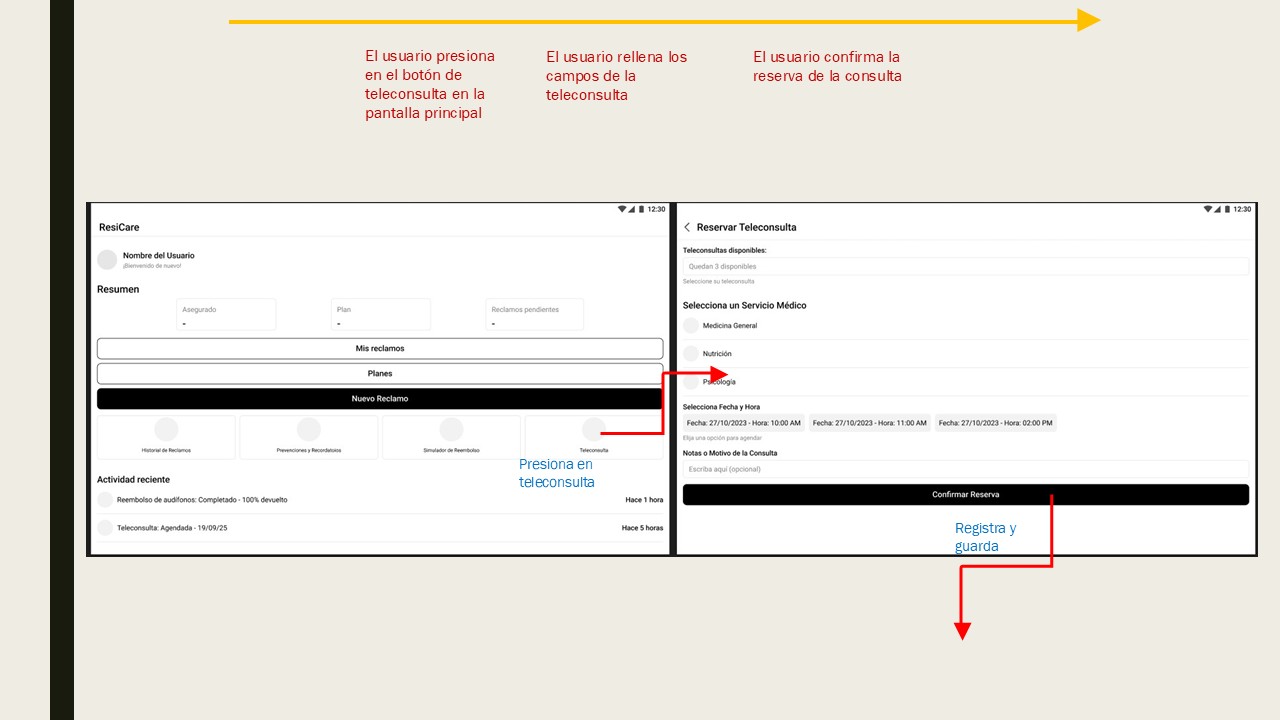 El usuario presiona
en el botón de
teleconsulta en la
pantalla principal
El usuario rellena los
campos de la
teleconsulta
El usuario confirma la
reserva de la consulta
12:30
ResiCare
Nombre del Usuario
¡Bienvenido de nuevo!
Resumen
Asegurado
-
Plan
-
Reclamos pendientes
-
Mis reclamos
Planes
Nuevo Reclamo
Historial de Reclamos
Prevenciones y Recordatorios
Simulador de Reembolso
Teleconsulta
Presiona en
teleconsulta
Actividad reciente
Reembolso de audífonos: Completado - 100% devuelto
Hace 1 hora
Teleconsulta: Agendada - 19/09/25
Hace 5 horas
12:30
Reservar Teleconsulta
Teleconsultas disponibles:
Quedan 3 disponibles
Seleccione su teleconsulta
Selecciona un Servicio Médico
Medicina General
Nutrición
Psicología
Selecciona Fecha y Hora
Fecha: 27/10/2023 - Hora: 10:00 AM
Fecha: 27/10/2023 - Hora: 11:00 AM
Fecha: 27/10/2023 - Hora: 02:00 PM
Elija una opción para agendar
Notas o Motivo de la Consulta
Escriba aquí (opcional)
Confirmar Reserva
Registra y
guarda